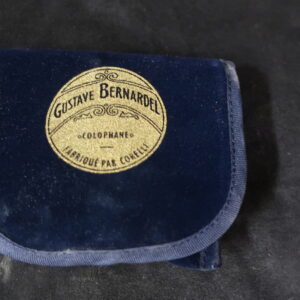 GUSTAVE BERNARDEL
COLOPHANE
FABRIQUÉ PAR CORELLI